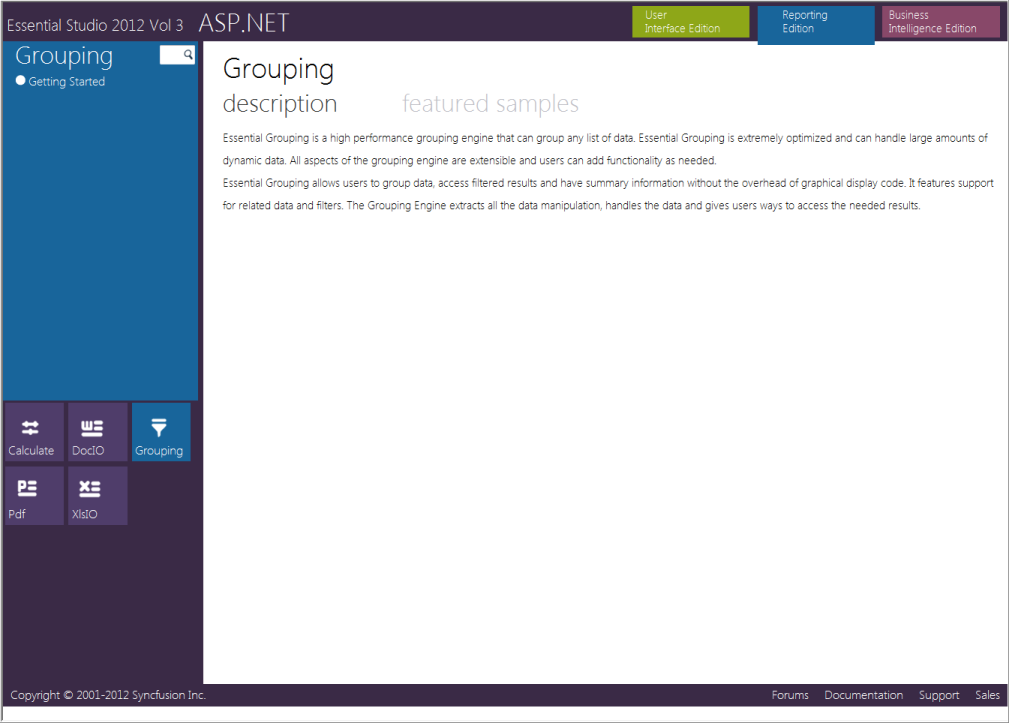 Essential Studio 2012 Vol 3 ASP.NET
User
Interface Edition
Reporting
Edition
Business
Intelligence Edition
Grouping
Getting Started
Calculate
DocIO
Grouping
Pdf
XlsIO
Grouping
description featured samples
Essential Grouping is a high performance grouping engine that can group any list of data. Essential Grouping is extremely optimized and can handle large amounts of
dynamic data. All aspects of the grouping engine are extensible and users can add functionality as needed.
Essential Grouping allows users to group data, access filtered results and have summary information without the overhead of graphical display code. It features support
for related data and filters. The Grouping Engine extracts all the data manipulation, handles the data and gives users ways to access the needed results.
Copyright © 2001-2012 Syncfusion Inc.
Forums Documentation Support Sales